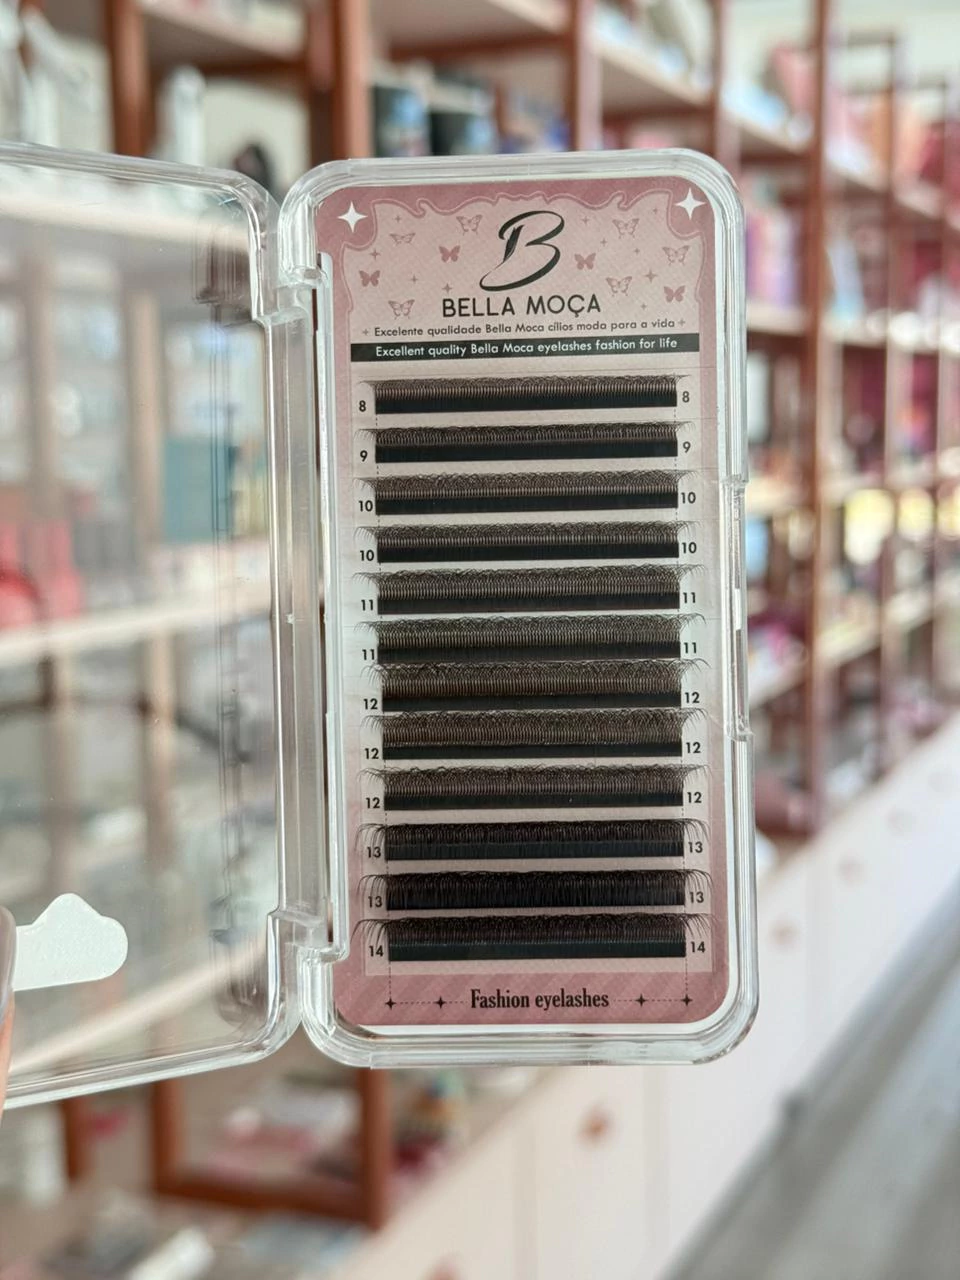 B
BELLA MOÇA
Excelente qualidade Bella Moca cílios moda para a vida
Excellent quality Bella Moca eyelashes fashion for life
8 8
9 9
10 10
10 10
11 11
11 11
12 12
12 12
12 12
13 13
13 13
14 14
Fashion eyelashes